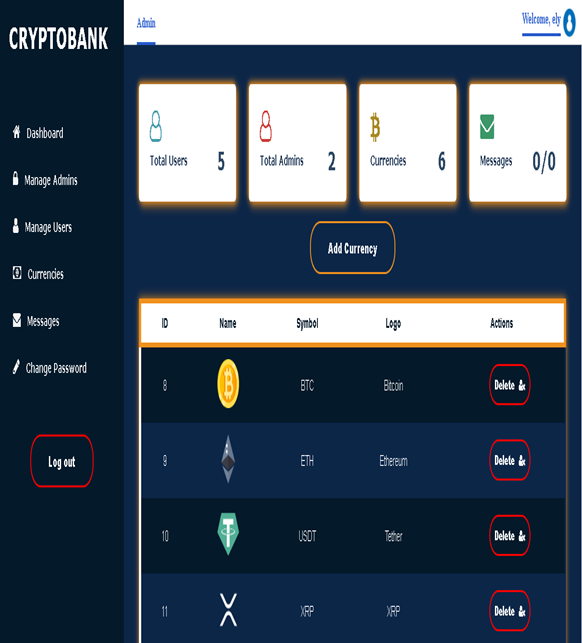 CRYPTOBANK
Admin
Welcome, ely
Dashboard
Manage Admins
Manage Users
Currencies
Messages
Change Password
Log out
Total Users 5
Total Admins 2
Currencies 6
Messages 0/0
Add Currency
ID Name Symbol Logo Actions
8 BTC Bitcoin Delete
9 ETH Ethereum Delete
10 USDT Tether Delete
11 XRP XRP Delete